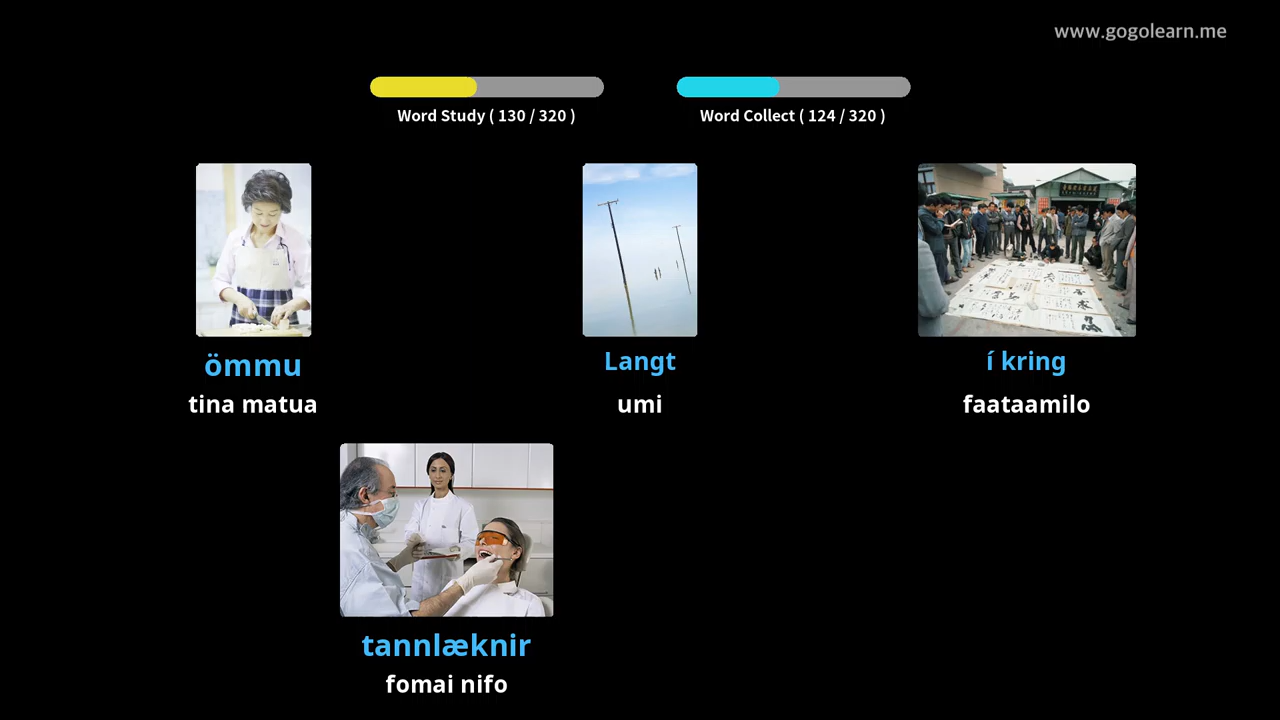 www.gogolearn.me
Word Study ( 130 / 320 )
Word Collect ( 124 / 320 )
ömmu
tina matua
Langt
umi
í kring
faataamilo
tannlæknir
fomai nifo